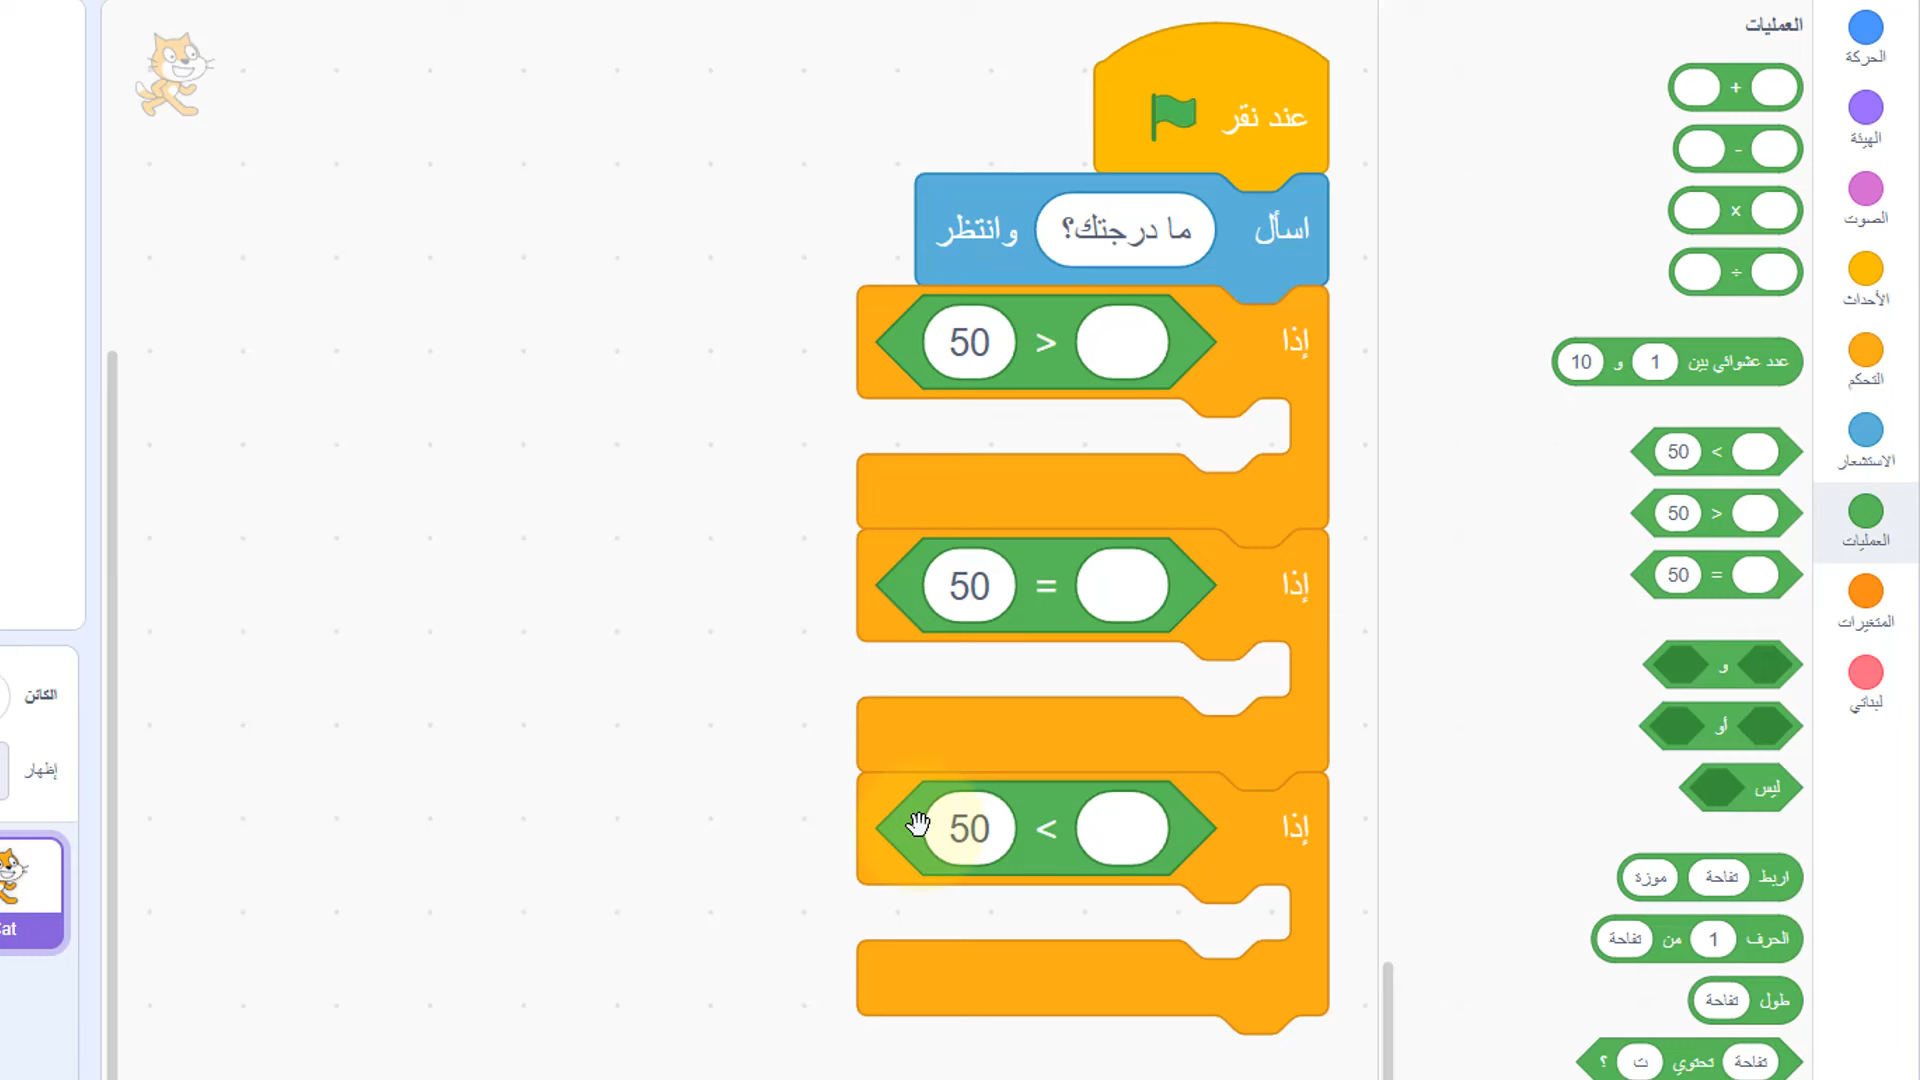 عند نقر
اسأل ما درجتك؟ وانتظر
إذا > 50
إذا = 50
إذا < 50
العمليات
+
-
×
÷
عدد عشوائي بين 1 و 10
< 50
> 50
= 50
و
أو
ليس
اربط تفاحة موزة
الحرف 1 من تفاحة
طول تفاحة
تفاحة تحتوي ت ؟
الحركة
الهيئة
الصوت
الأحداث
التحكم
الاستشعار
العمليات
المتغيرات
لبناتي
الكائن
إظهار